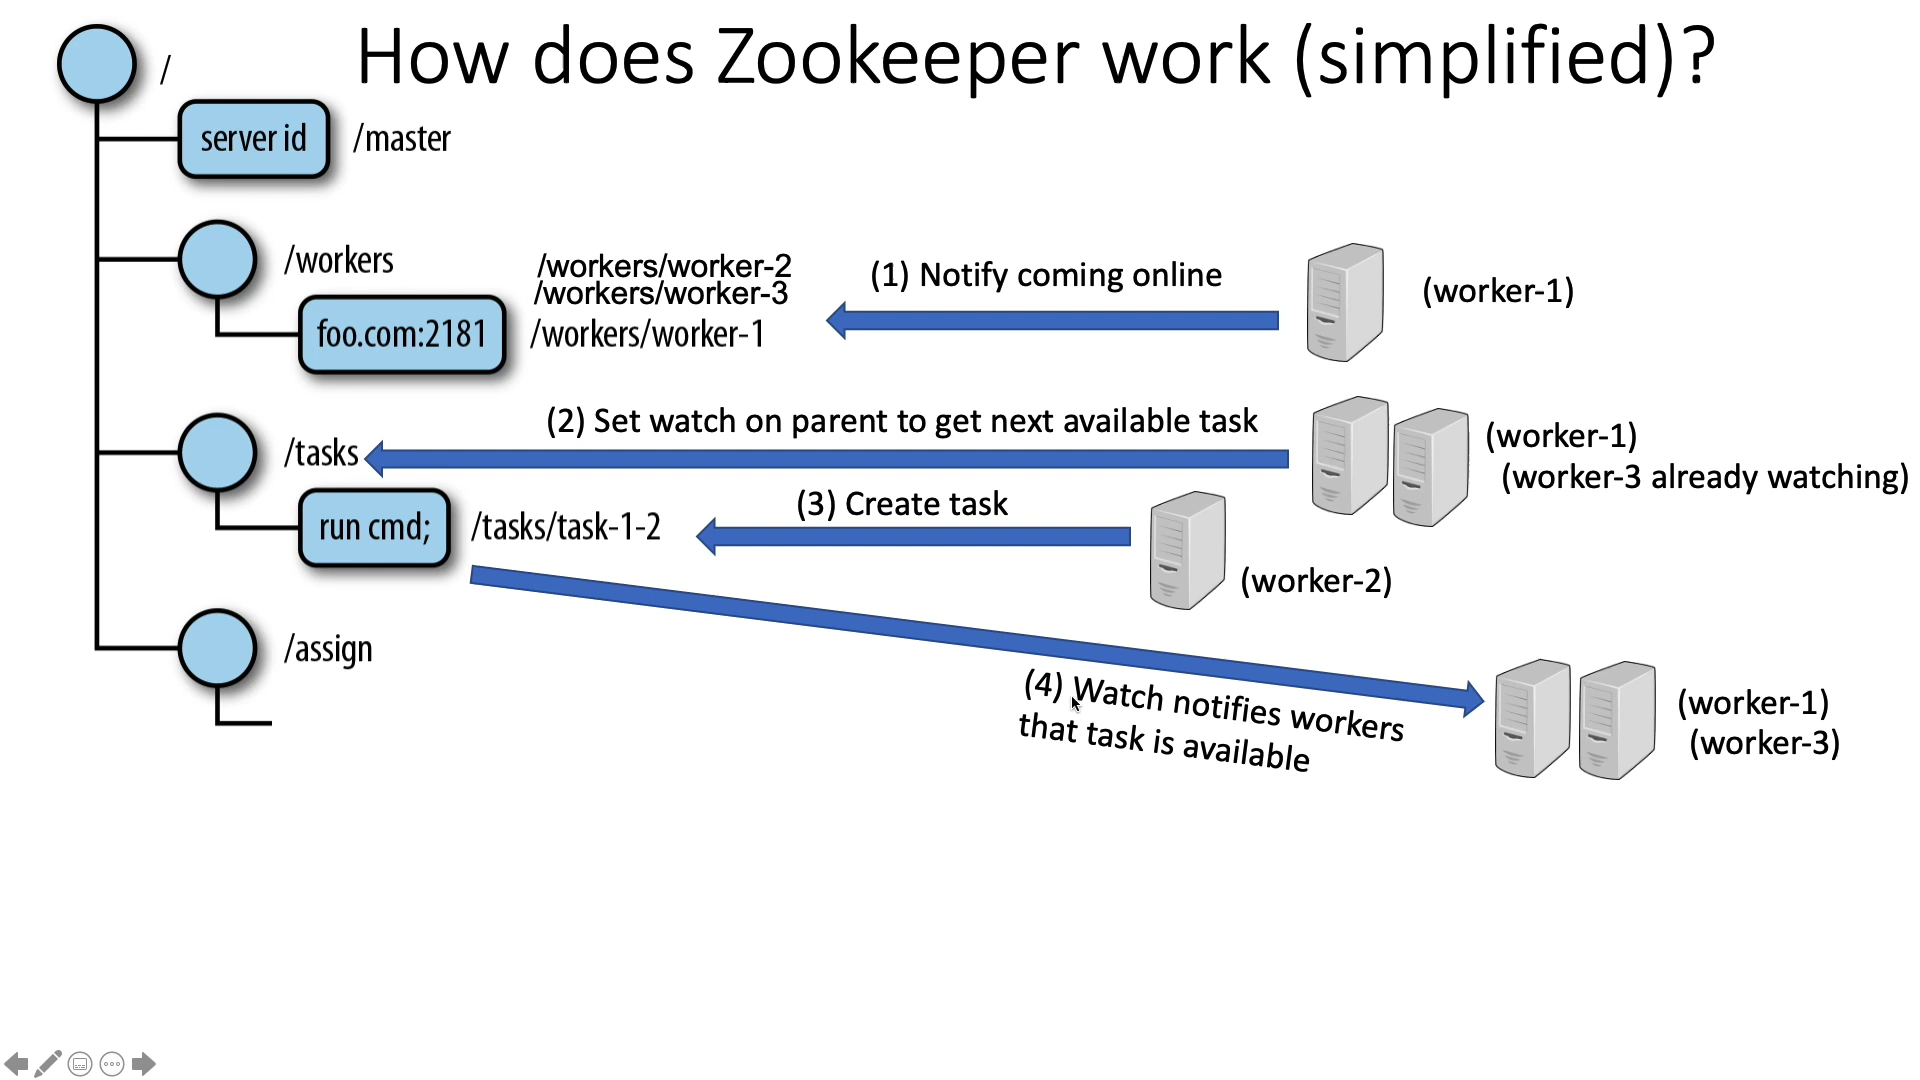 How does Zookeeper work (simplified)?
/
server id
/master
/workers
/workers/worker-2
/workers/worker-3
(1) Notify coming online
(worker-1)
foo.com:2181
/workers/worker-1
(2) Set watch on parent to get next available task
(worker-1)
/tasks
(worker-3 already watching)
(3) Create task
run cmd;
/tasks/task-1-2
(worker-2)
/assign
(4) Watch notifies workers
that task is available
(worker-1)
(worker-3)